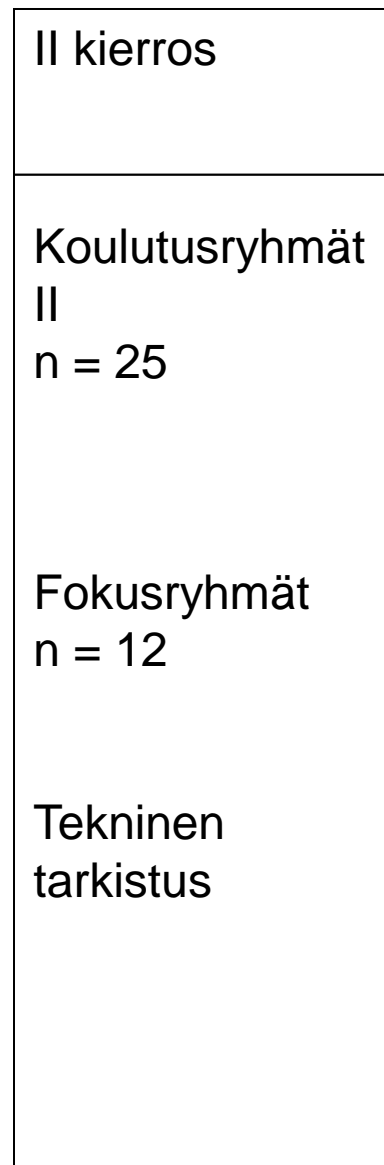 II kierros
Koulutusryhmät
II
n = 25
Fokusryhmät
n = 12
Tekninen
tarkistus